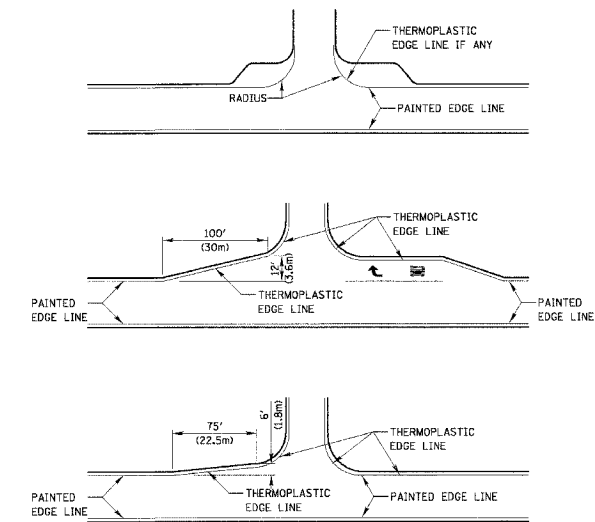 THERMOPLASTIC
EDGE LINE IF ANY
RADIUS
PAINTED EDGE LINE
100'
(30m)
THERMOPLASTIC
EDGE LINE
12'
(3.6m)
THERMOPLASTIC
EDGE LINE
PAINTED
EDGE LINE
PAINTED
EDGE LINE
6'
(1.8m)
75'
(22.5m)
THERMOPLASTIC
EDGE LINE
THERMOPLASTIC
EDGE LINE
PAINTED
EDGE LINE
PAINTED EDGE LINE